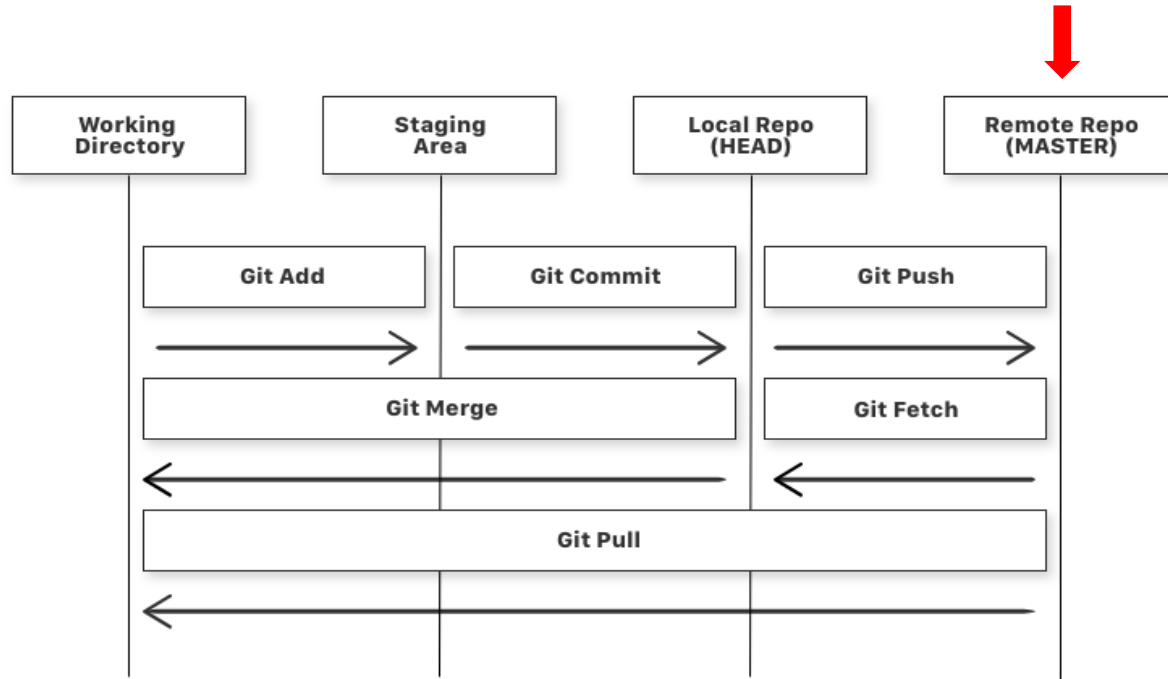 Working
Directory
Staging
Area
Local Repo
(HEAD)
Remote Repo
(MASTER)
Git Add
Git Commit
Git Push
Git Merge
Git Fetch
Git Pull